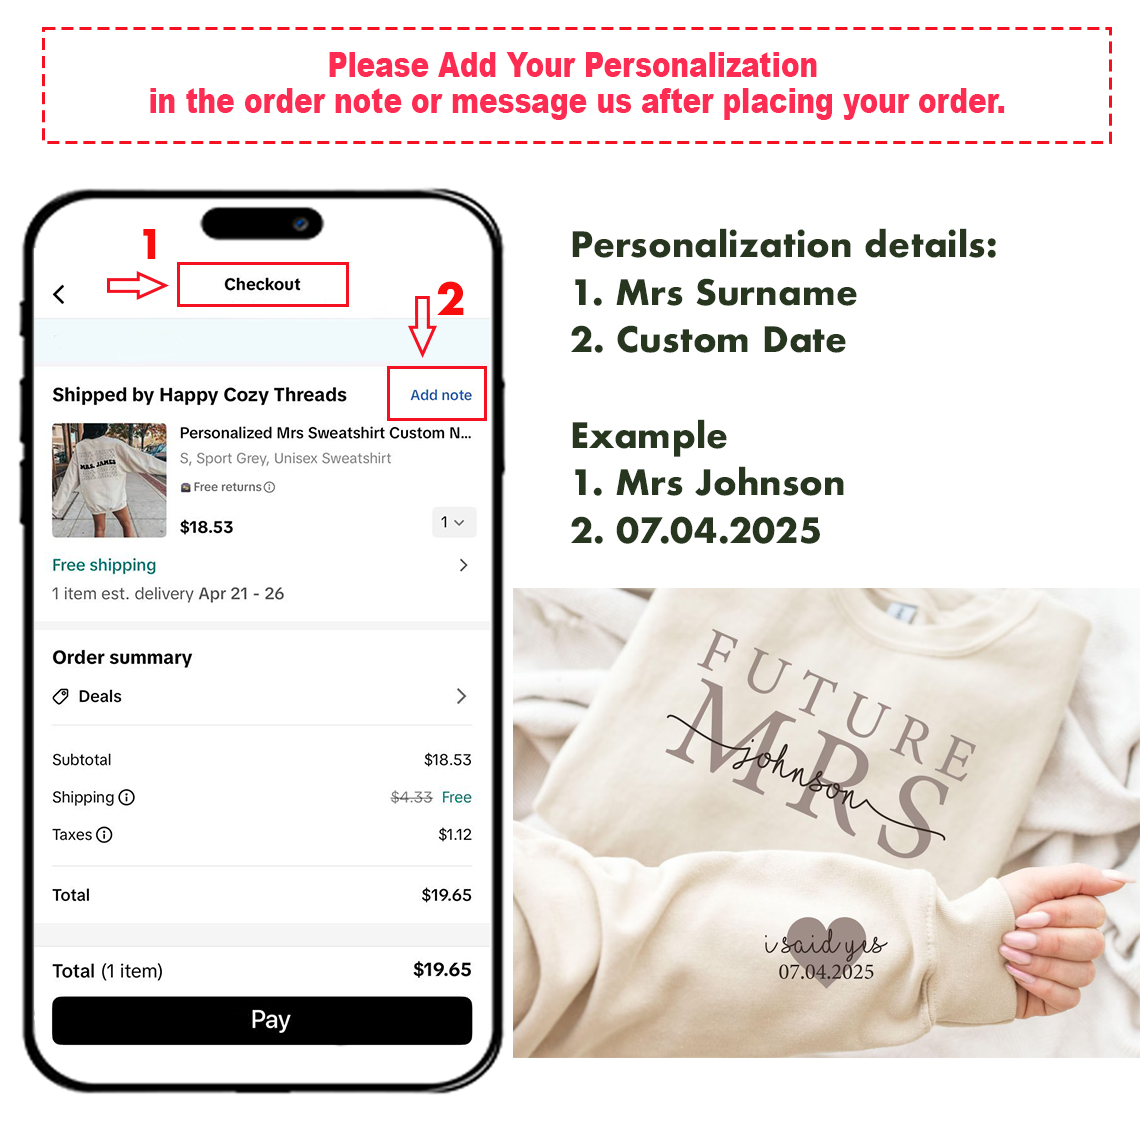 Please Add Your Personalization
in the order note or message us after placing your order.
1
Checkout
2
Shipped by Happy Cozy Threads
Add note
MRS. JAMES
Personalized Mrs Sweatshirt Custom N...
S, Sport Grey, Unisex Sweatshirt
Free returns
$18.53
1
Free shipping
1 item est. delivery Apr 21 - 26
Order summary
Deals
Subtotal
$18.53
Shipping
$4.33 Free
Taxes
$1.12
Total
$19.65
Total (1 item)
$19.65
Pay
Personalization details:
1. Mrs Surname
2. Custom Date
Example
1. Mrs Johnson
2. 07.04.2025
FUTURE
MRS
johnson
i said yes
07.04.2025